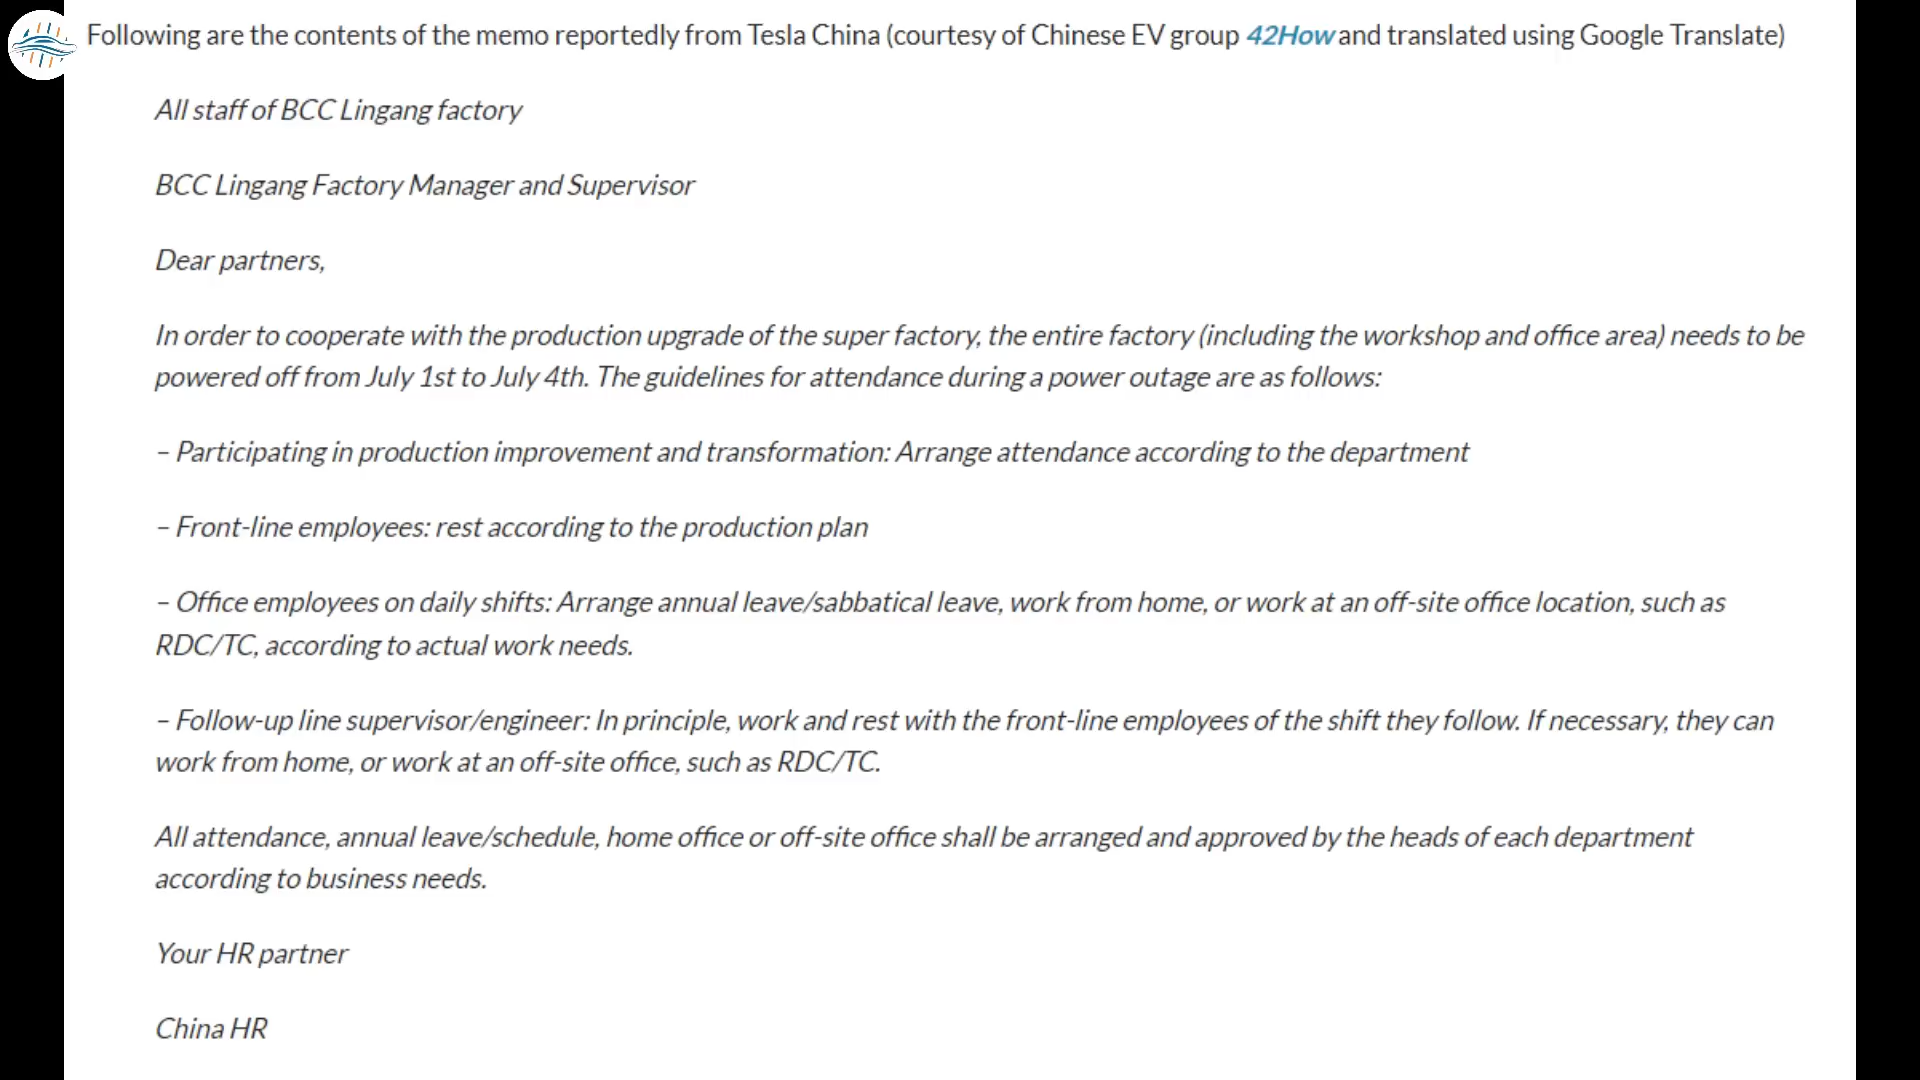 Following are the contents of the memo reportedly from Tesla China (courtesy of Chinese EV group 42How and translated using Google Translate)
All staff of BCC Lingang factory
BCC Lingang Factory Manager and Supervisor
Dear partners,
In order to cooperate with the production upgrade of the super factory, the entire factory (including the workshop and office area) needs to be
powered off from July 1st to July 4th. The guidelines for attendance during a power outage are as follows:
– Participating in production improvement and transformation: Arrange attendance according to the department
– Front-line employees: rest according to the production plan
– Office employees on daily shifts: Arrange annual leave/sabbatical leave, work from home, or work at an off-site office location, such as
RDC/TC, according to actual work needs.
– Follow-up line supervisor/engineer: In principle, work and rest with the front-line employees of the shift they follow. If necessary, they can
work from home, or work at an off-site office, such as RDC/TC.
All attendance, annual leave/schedule, home office or off-site office shall be arranged and approved by the heads of each department
according to business needs.
Your HR partner
China HR